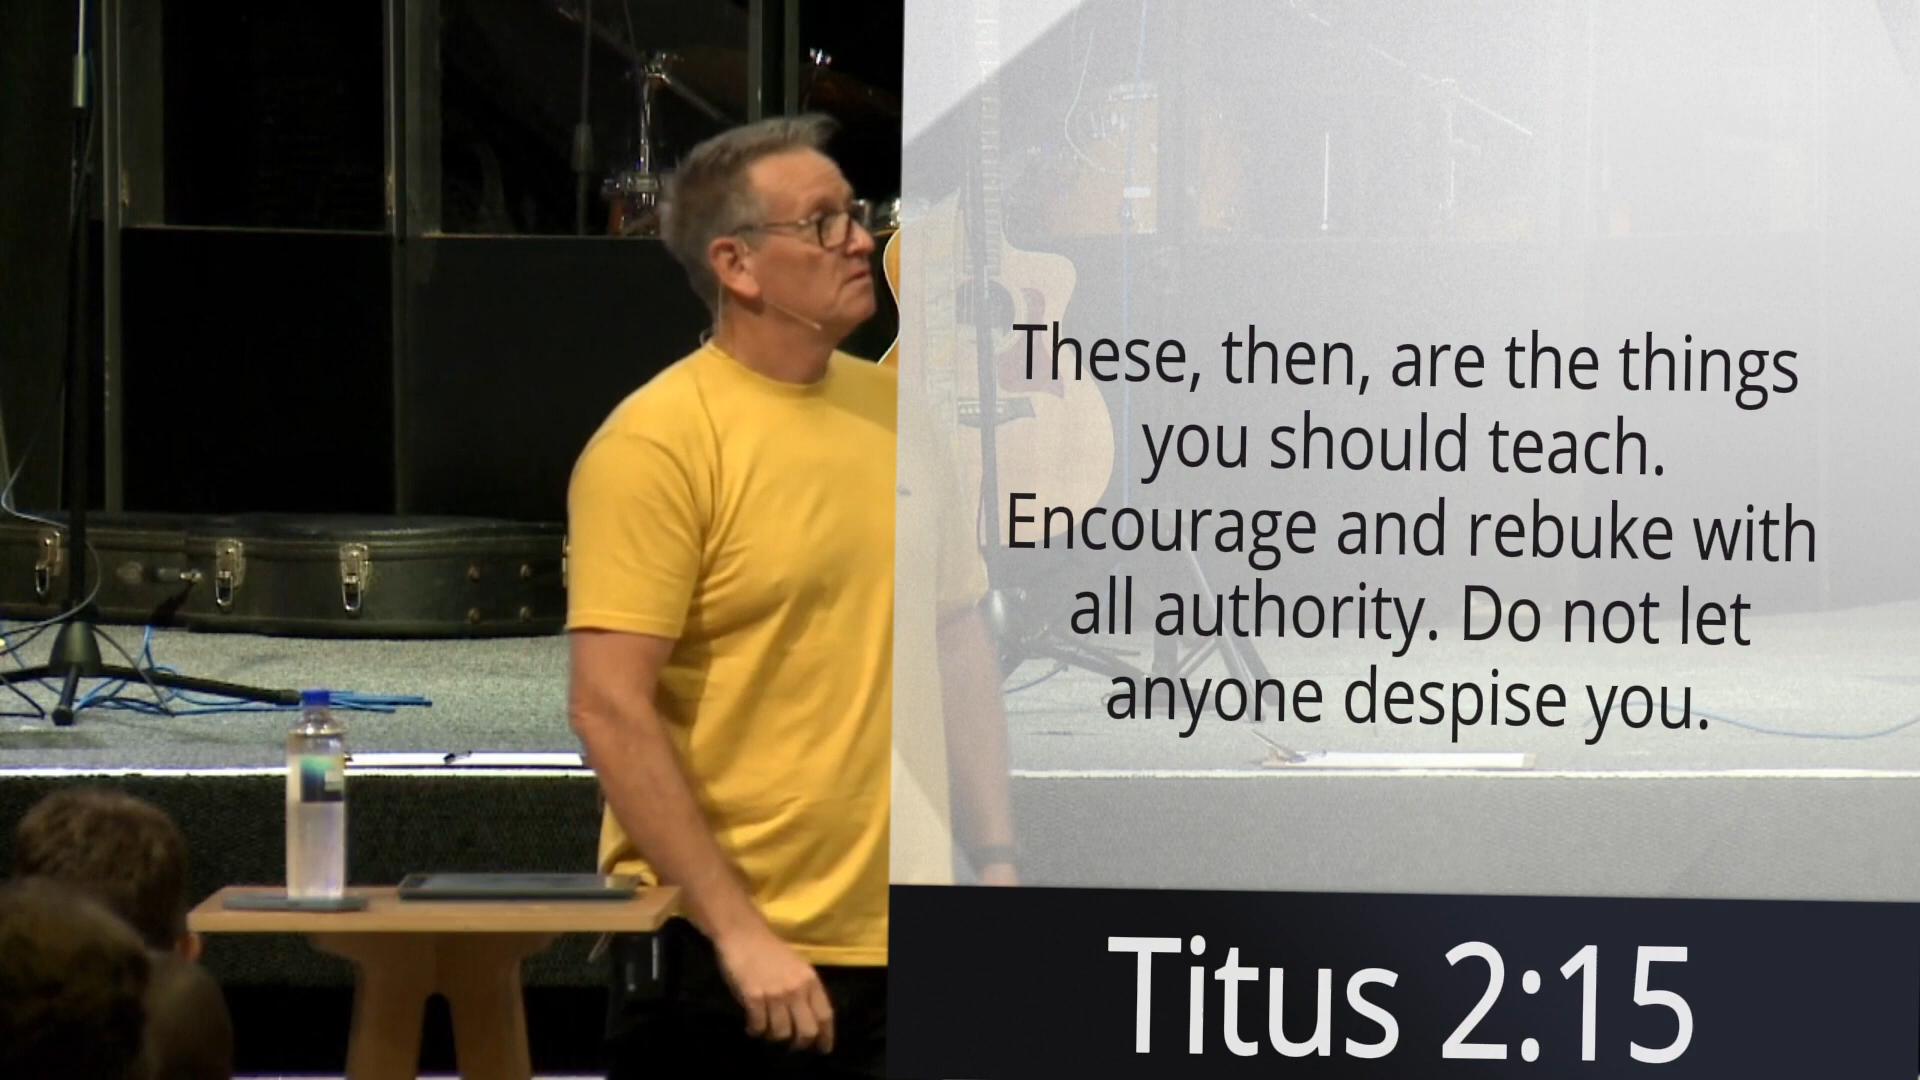 These, then, are the things
you should teach.
Encourage and rebuke with
all authority. Do not let
anyone despise you.
Titus 2:15